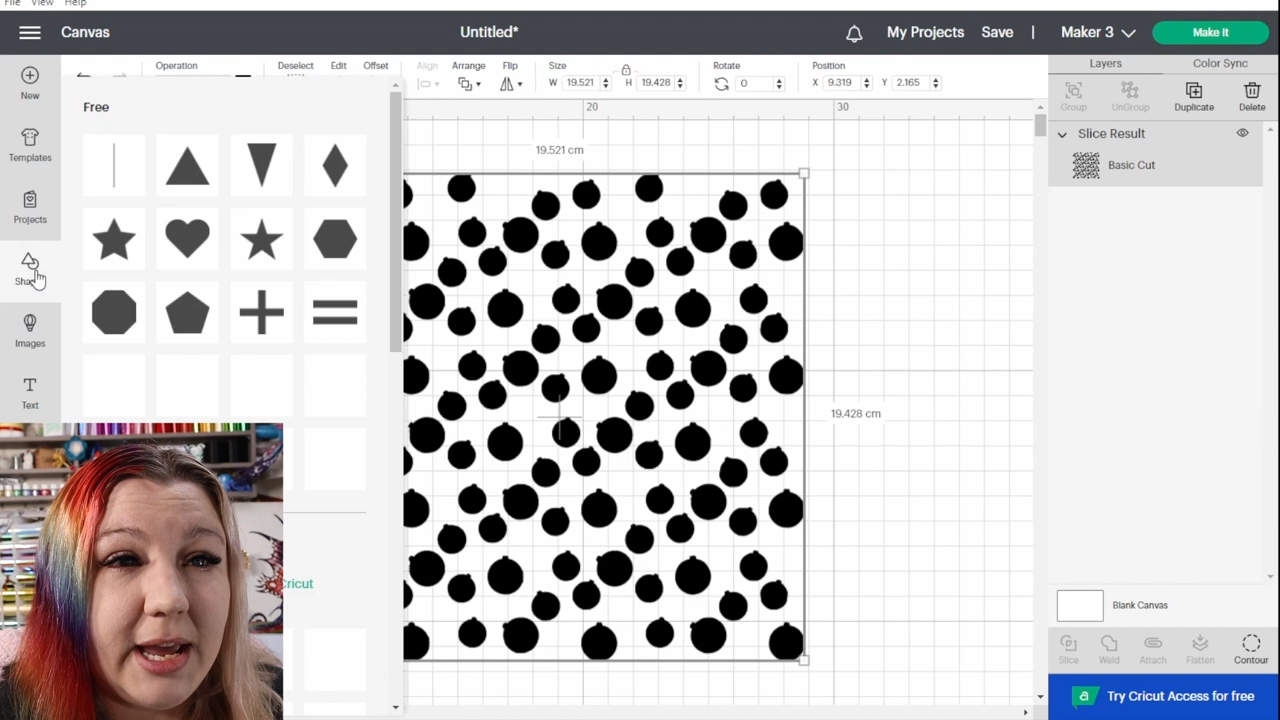 File View Help
Canvas
Untitled*
My Projects Save | Maker 3 Make It
New
Templates
Projects
Images
Text
Operation
Deselect Edit Offset
Align Arrange Flip Size Rotate Position
W 19.521 H 19.428 0 X 9.319 Y 2.165
Free
20 30
19.521 cm
19.428 cm
Cricut
Layers Color Sync
Group UnGroup Duplicate Delete
Slice Result
Basic Cut
Blank Canvas
Slice Weld Attach Flatten Contour
a Try Cricut Access for free